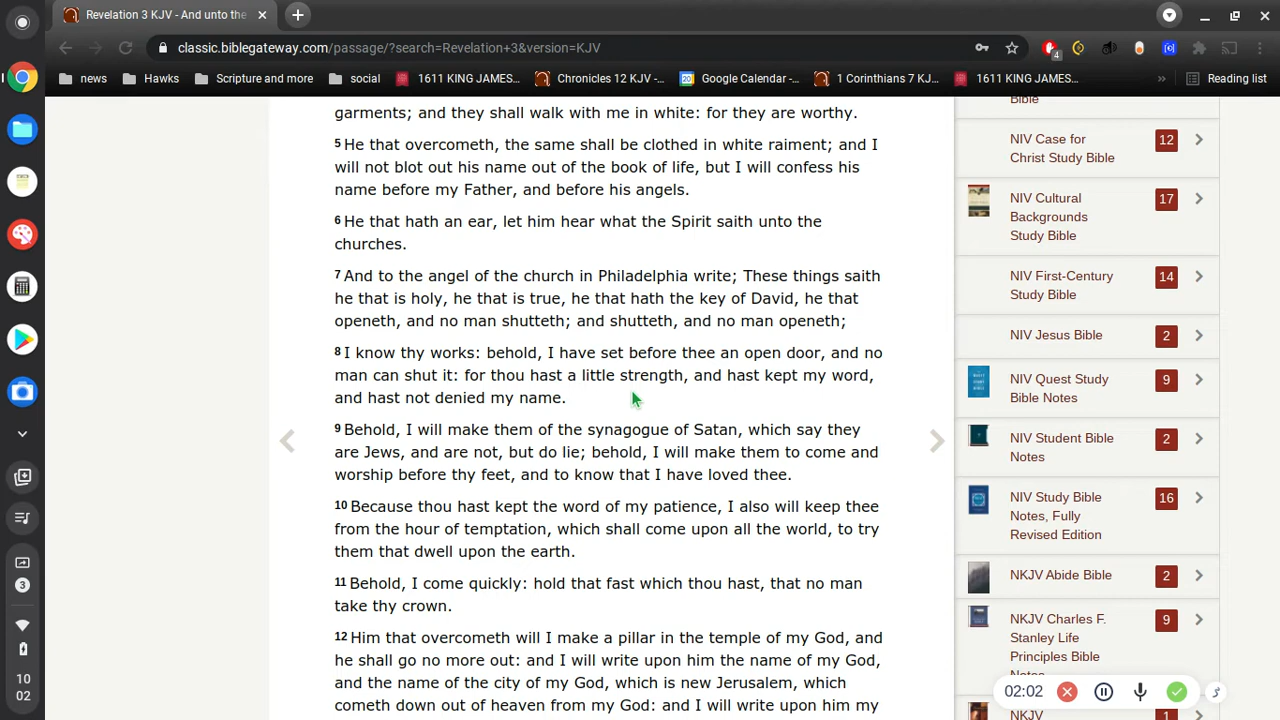 Revelation 3 KJV - And unto the
classic.biblegateway.com/passage/?search=Revelation+3&version=KJV
4
news
Hawks
Scripture and more
social
1611 KING JAMES...
Chronicles 12 KJV -...
20
Google Calendar -...
1 Corinthians 7 KJ...
1611 KING JAMES...
»
Reading list
garments; and they shall walk with me in white: for they are worthy.
5 He that overcometh, the same shall be clothed in white raiment; and I
will not blot out his name out of the book of life, but I will confess his
name before my Father, and before his angels.
6 He that hath an ear, let him hear what the Spirit saith unto the
churches.
7 And to the angel of the church in Philadelphia write; These things saith
he that is holy, he that is true, he that hath the key of David, he that
openeth, and no man shutteth; and shutteth, and no man openeth;
8 I know thy works: behold, I have set before thee an open door, and no
man can shut it: for thou hast a little strength, and hast kept my word,
and hast not denied my name.
9 Behold, I will make them of the synagogue of Satan, which say they
are Jews, and are not, but do lie; behold, I will make them to come and
worship before thy feet, and to know that I have loved thee.
10 Because thou hast kept the word of my patience, I also will keep thee
from the hour of temptation, which shall come upon all the world, to try
them that dwell upon the earth.
11 Behold, I come quickly: hold that fast which thou hast, that no man
take thy crown.
12 Him that overcometh will I make a pillar in the temple of my God, and
he shall go no more out: and I will write upon him the name of my God,
and the name of the city of my God, which is new Jerusalem, which
cometh down out of heaven from my God: and I will write upon him my
Bible
NIV Case for
Christ Study Bible
12
NIV Cultural
Backgrounds
Study Bible
17
NIV First-Century
Study Bible
14
NIV Jesus Bible
2
NIV Quest Study
Bible Notes
9
NIV Student Bible
Notes
2
NIV Study Bible
Notes, Fully
Revised Edition
16
NKJV Abide Bible
2
NKJV Charles F.
Stanley Life
Principles Bible
Notes
9
NKJV
1
02:02
3
10
02